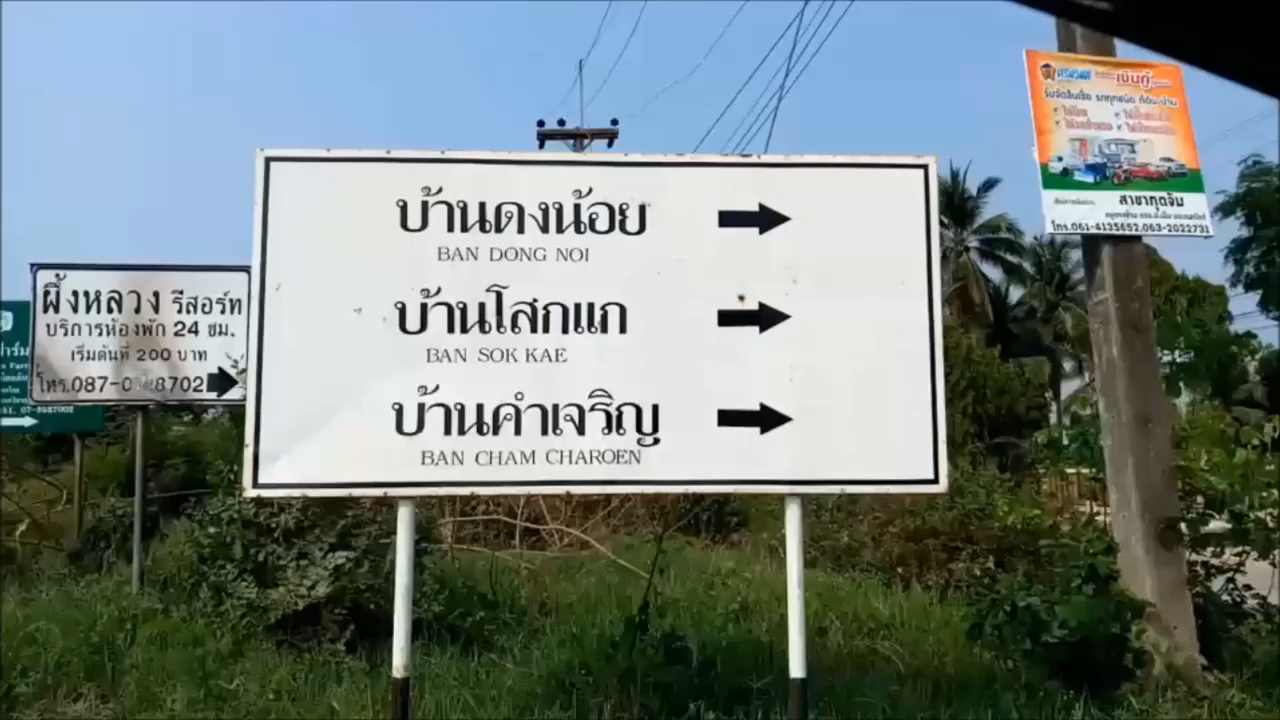 บ้านดงน้อย
BAN DONG NOI
บ้านโสกแก
BAN SOK KAE
บ้านคำเจริญ
BAN CHAM CHAROEN
ผึ้งหลวง รีสอร์ท
บริการห้องพัก 24 ชม.
เริ่มต้นที่ 200 บาท
โทร.087-0 8702
ศรีสวัสดิ์ เงินกู้
รับจัดสินเชื่อ รถทุกชนิด ที่ดิน บ้าน
สาขากุดจับ
โทร.061-4135652,063-2022731